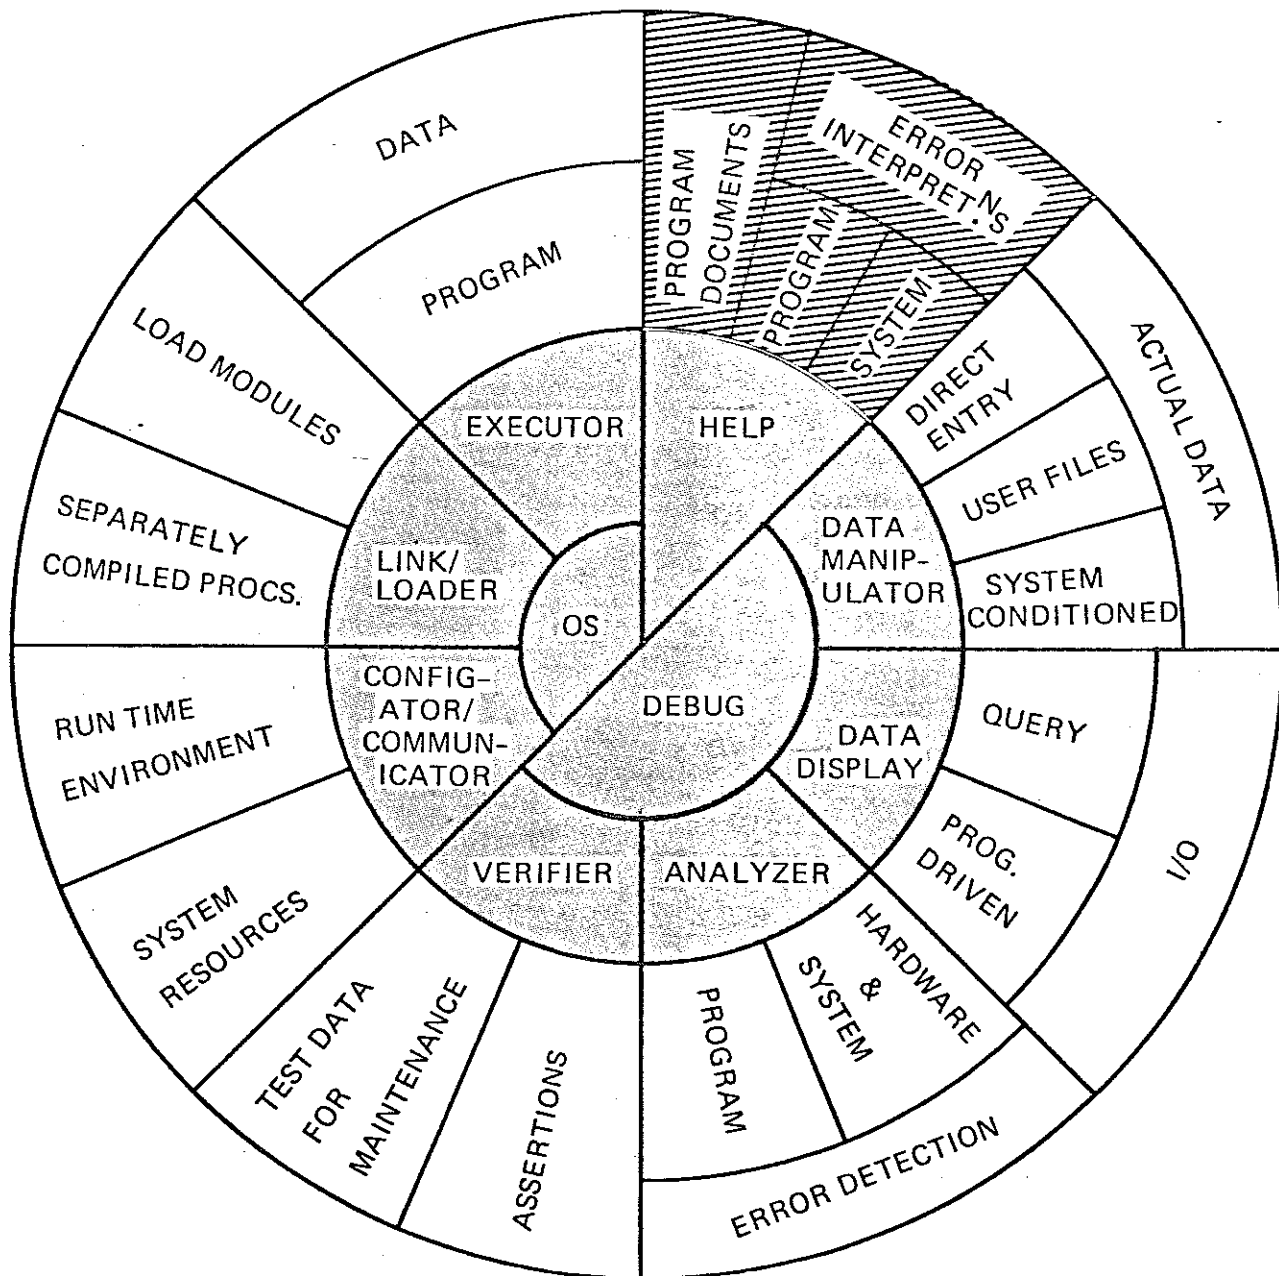 DATA
PROGRAM
PROGRAM
DOCUMENTS
ERROR
INTERPRET.NS
PROGRAM
SYSTEM
LOAD MODULES
SEPARATELY
COMPILED PROCS.
EXECUTOR
HELP
DIRECT
ENTRY
USER FILES
SYSTEM
CONDITIONED
ACTUAL DATA
LINK/
LOADER
OS
DATA
MANIP-
ULATOR
CONFIG-
ATOR/
COMMUN-
ICATOR
DEBUG
DATA
DISPLAY
QUERY
PROG.
DRIVEN
I/O
RUN TIME
ENVIRONMENT
SYSTEM
RESOURCES
VERIFIER
ANALYZER
TEST DATA
FOR
MAINTENANCE
ASSERTIONS
PROGRAM
HARDWARE
&
SYSTEM
ERROR DETECTION